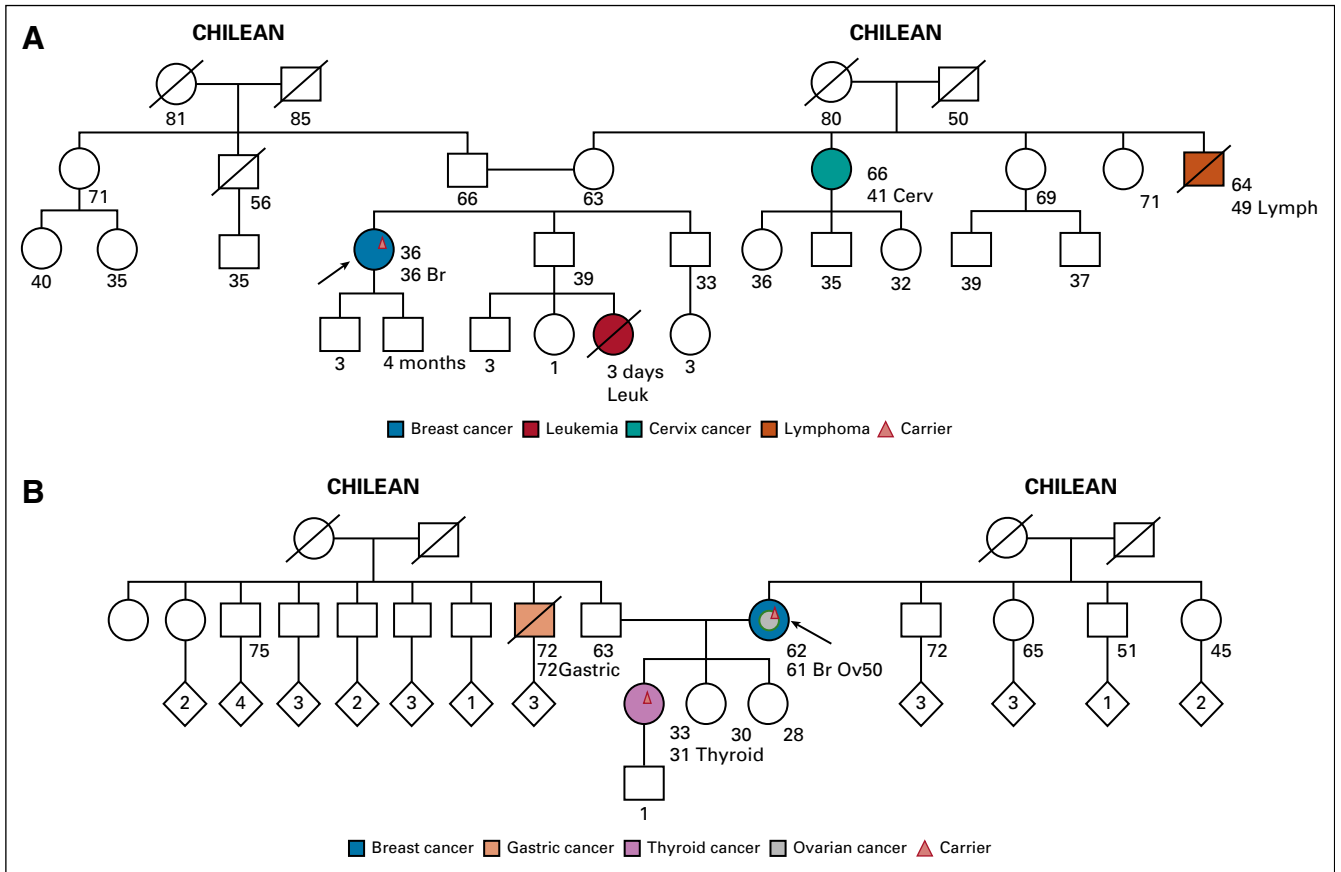 A
CHILEAN CHILEAN
81 85 80 50
71 56 66 63 66 69 71 64
41 Cerv 49 Lymph
40 35 35 36 39 33 36 35 32 39 37
36 Br
3 4 months 3 1 3 days 3
Leuk
Breast cancer Leukemia Cervix cancer Lymphoma Carrier
B
CHILEAN CHILEAN
75 72 63 62 72 65 51 45
72Gastric 61 Br Ov50
2 4 3 2 3 1 3 3 3 1 2
33 30 28
31 Thyroid
1
Breast cancer Gastric cancer Thyroid cancer Ovarian cancer Carrier